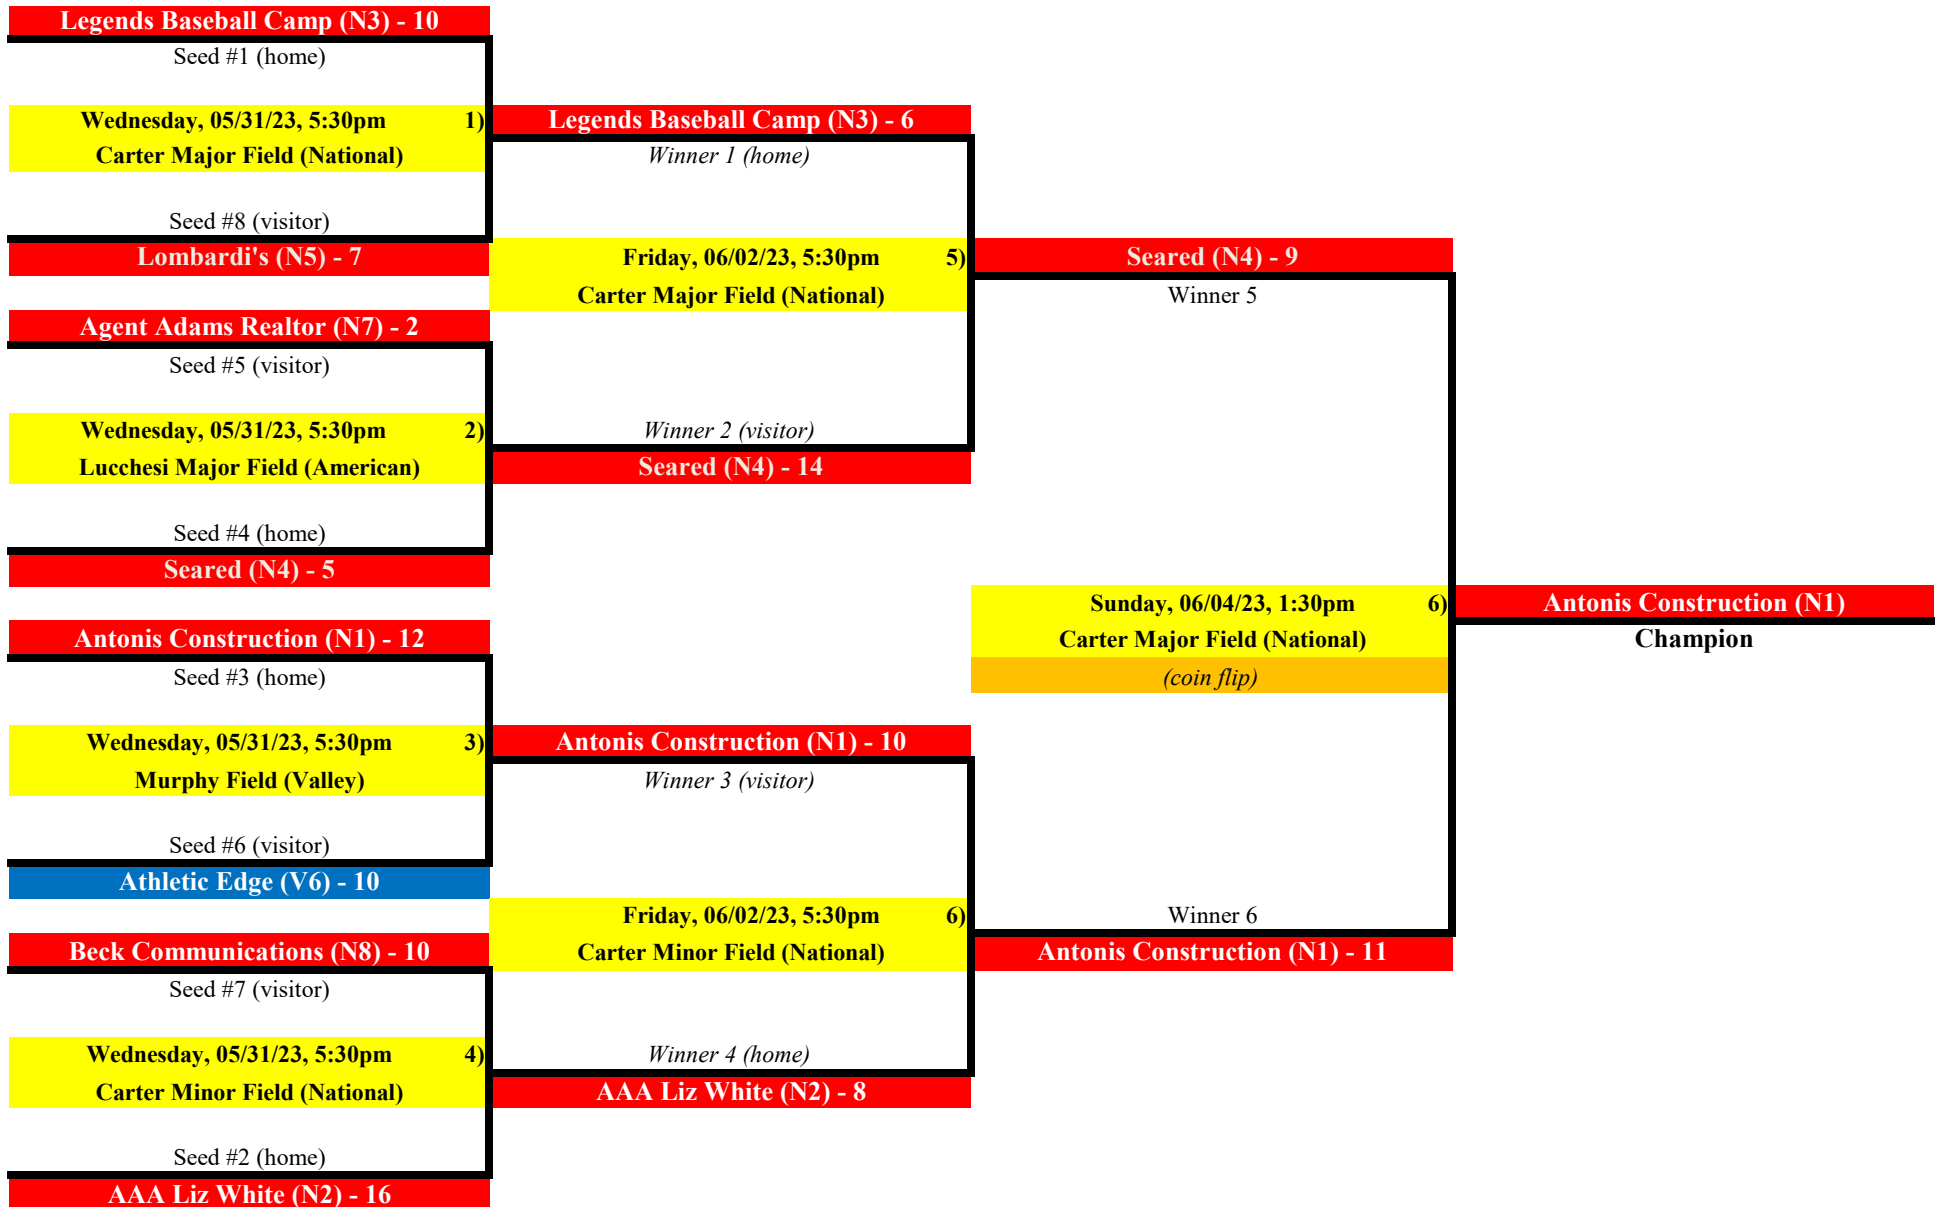 Legends Baseball Camp (N3) - 10
Seed #1 (home)
Wednesday, 05/31/23, 5:30pm 1)
Carter Major Field (National)
Seed #8 (visitor)
Lombardi's (N5) - 7
Agent Adams Realtor (N7) - 2
Seed #5 (visitor)
Wednesday, 05/31/23, 5:30pm 2)
Lucchesi Major Field (American)
Seed #4 (home)
Seared (N4) - 5
Antonis Construction (N1) - 12
Seed #3 (home)
Wednesday, 05/31/23, 5:30pm 3)
Murphy Field (Valley)
Seed #6 (visitor)
Athletic Edge (V6) - 10
Beck Communications (N8) - 10
Seed #7 (visitor)
Wednesday, 05/31/23, 5:30pm 4)
Carter Minor Field (National)
Seed #2 (home)
AAA Liz White (N2) - 16
Legends Baseball Camp (N3) - 6
Winner 1 (home)
Friday, 06/02/23, 5:30pm 5)
Carter Major Field (National)
Winner 2 (visitor)
Seared (N4) - 14
Antonis Construction (N1) - 10
Winner 3 (visitor)
Friday, 06/02/23, 5:30pm 6)
Carter Minor Field (National)
Winner 4 (home)
AAA Liz White (N2) - 8
Seared (N4) - 9
Winner 5
Sunday, 06/04/23, 1:30pm 6)
Carter Major Field (National)
(coin flip)
Winner 6
Antonis Construction (N1) - 11
Antonis Construction (N1)
Champion